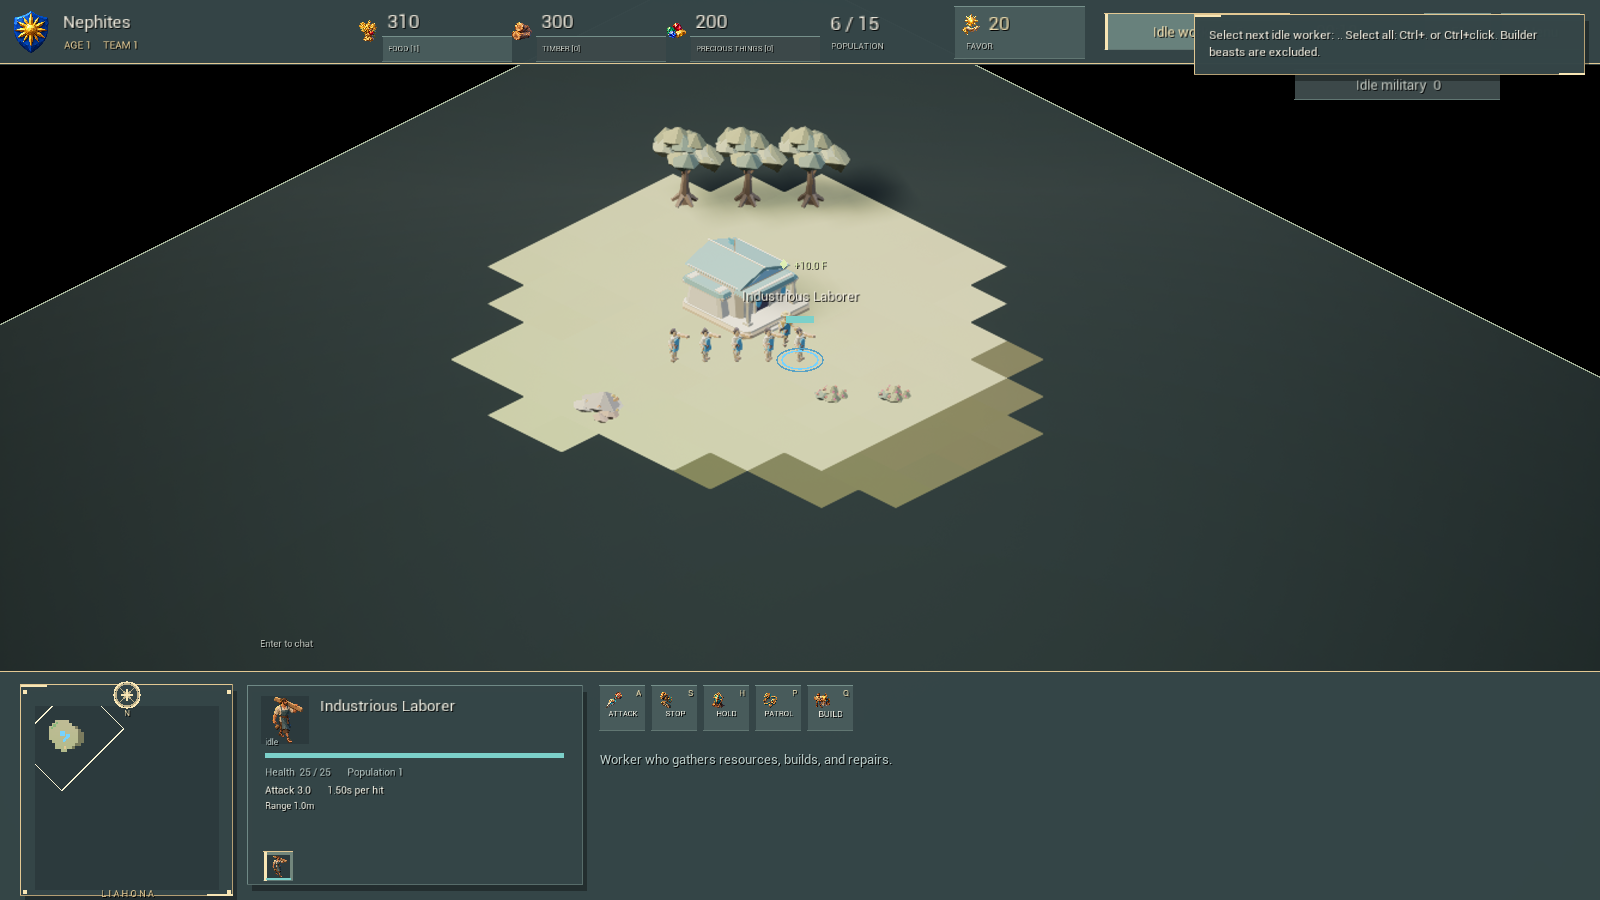 Nephites
AGE 1 TEAM 1
310
FOOD [1]
300
TIMBER [0]
200
PRECIOUS THINGS [0]
6 / 15
POPULATION
20
FAVOR
Idle wo
Select next idle worker: .. Select all: Ctrl+. or Ctrl+click. Builder
beasts are excluded.
Idle military 0
+10.0 F
Industrious Laborer
Enter to chat
N
LIAHONA
Industrious Laborer
idle
Health 25 / 25 Population 1
Attack 3.0 1.50s per hit
Range 1.0m
A
ATTACK
S
STOP
H
HOLD
P
PATROL
Q
BUILD
Worker who gathers resources, builds, and repairs.